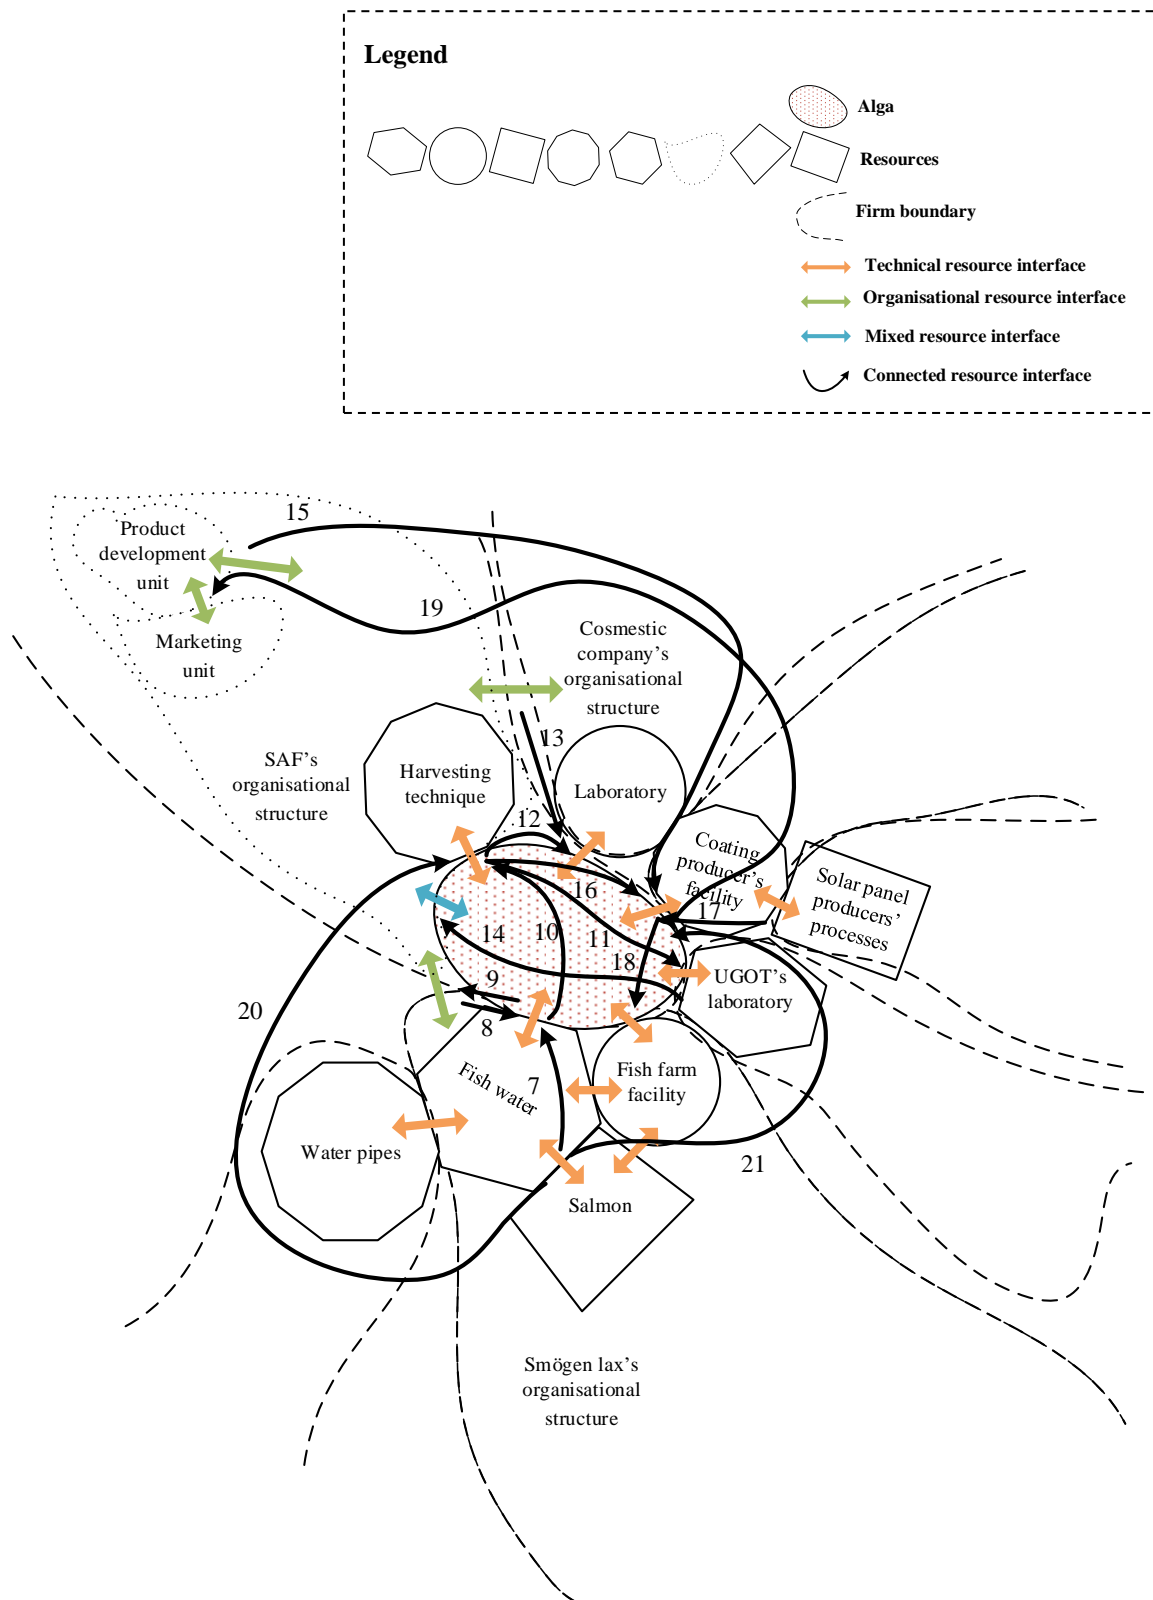 Legend
Alga
Resources
Firm boundary
Technical resource interface
Organisational resource interface
Mixed resource interface
Connected resource interface
15
Product
development
unit
19
Marketing
unit
Cosmestic
company's
organisational
structure
13
SAF's
organisational
structure
Harvesting
technique
Laboratory
12
Coating
producer's
facility
Solar panel
producers'
processes
16
17
14
10
11
18
9
8
UGOT's
laboratory
20
Fish water
7
Fish farm
facility
Water pipes
21
Salmon
Smögen lax's
organisational
structure